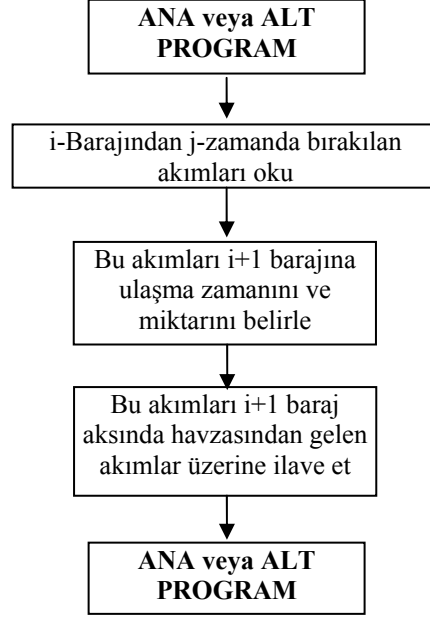 ANA veya ALT
PROGRAM
i-Barajından j-zamanda bırakılan
akımları oku
Bu akımları i+1 barajına
ulaşma zamanını ve
miktarını belirle
Bu akımları i+1 baraj
aksında havzasından gelen
akımlar üzerine ilave et
ANA veya ALT
PROGRAM